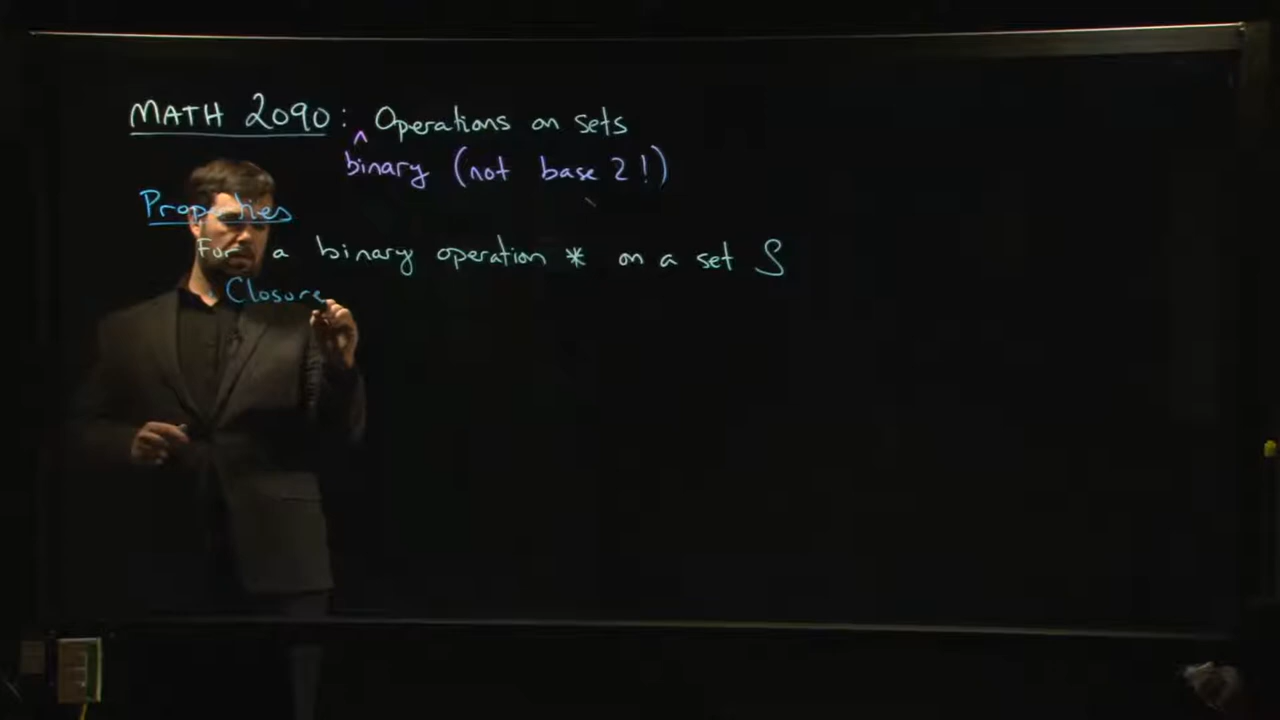 MATH 2090: Operations on sets
^
binary (not base 2!)
Properties
For a binary operation * on a set S
Closure